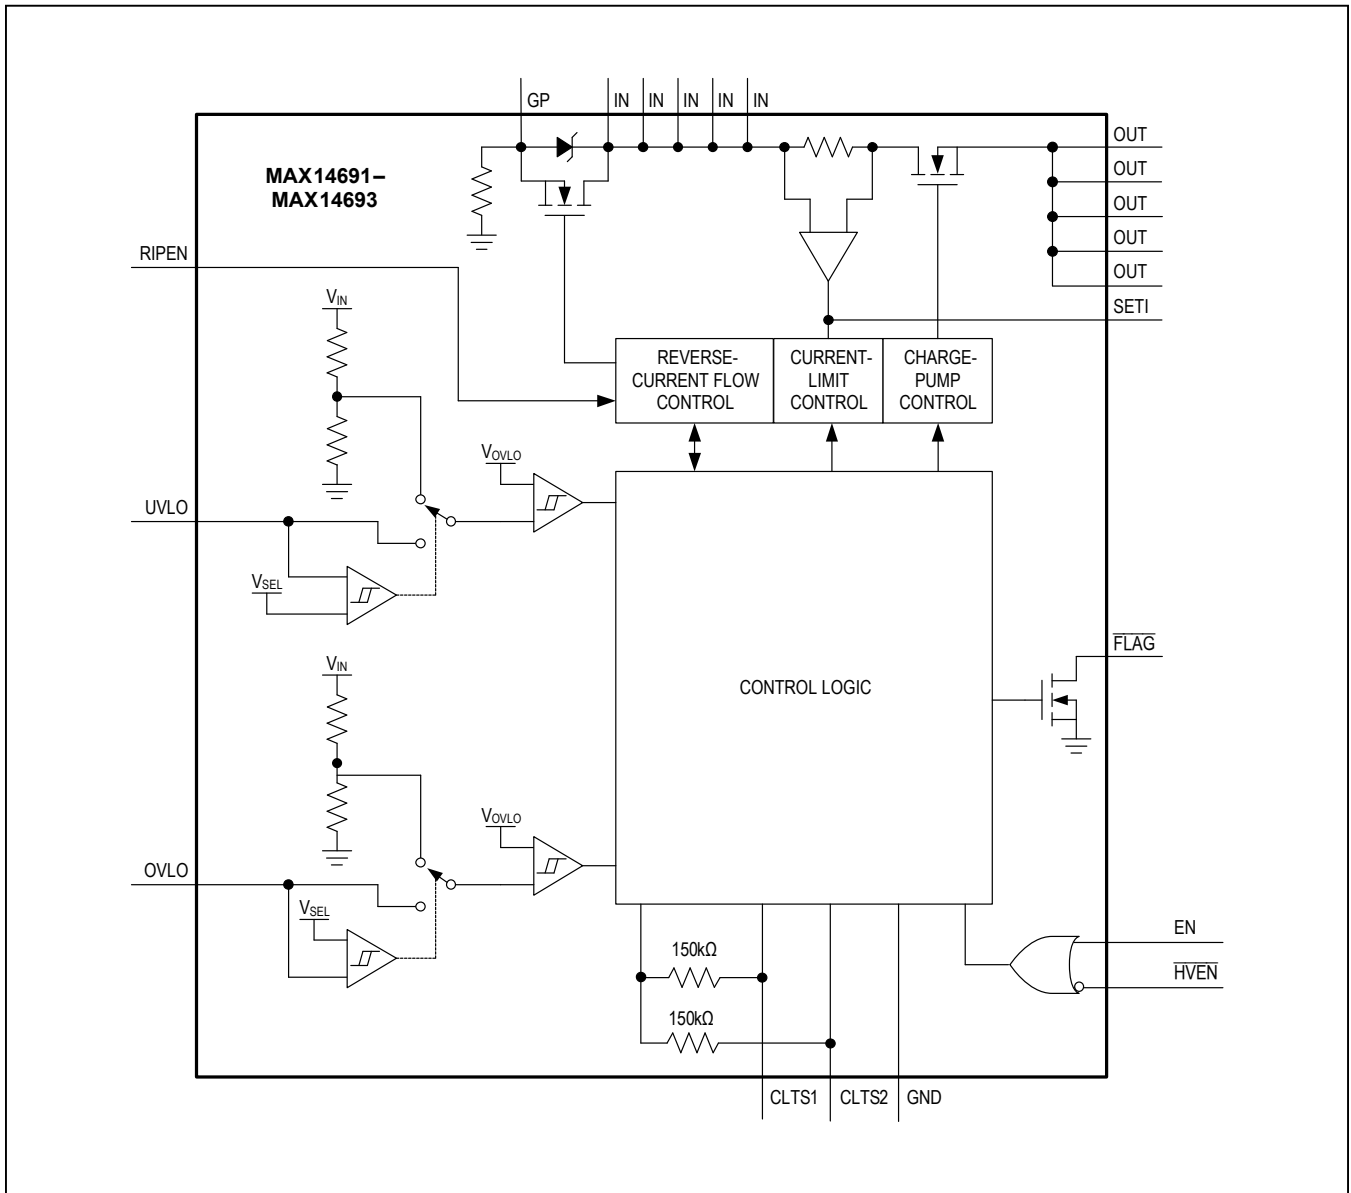 GP IN IN IN IN IN
MAX14691–
MAX14693
OUT
OUT
OUT
OUT
OUT
SETI
RIPEN
VIN
REVERSE-
CURRENT FLOW
CONTROL
CURRENT-
LIMIT
CONTROL
CHARGE-
PUMP
CONTROL
VOVLO
UVLO
VSEL
FLAG
VIN
CONTROL LOGIC
VOVLO
OVLO
VSEL
EN
HVEN
150kΩ
150kΩ
CLTS1 CLTS2 GND